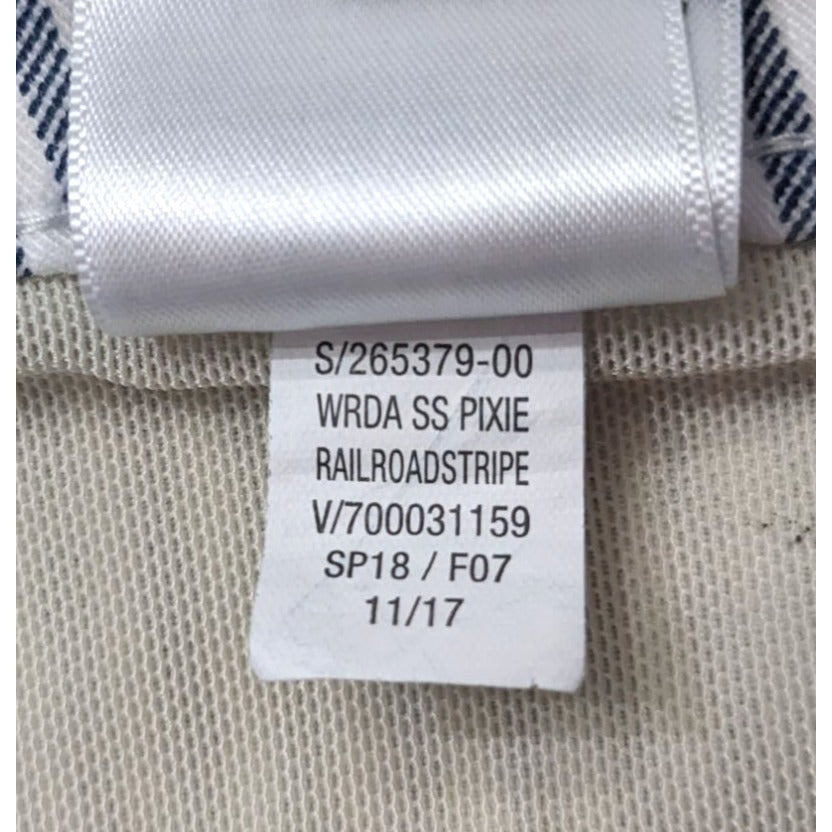 S/265379-00
WRDA SS PIXIE
RAILROADSTRIPE
V/700031159
SP18 / F07
11/17